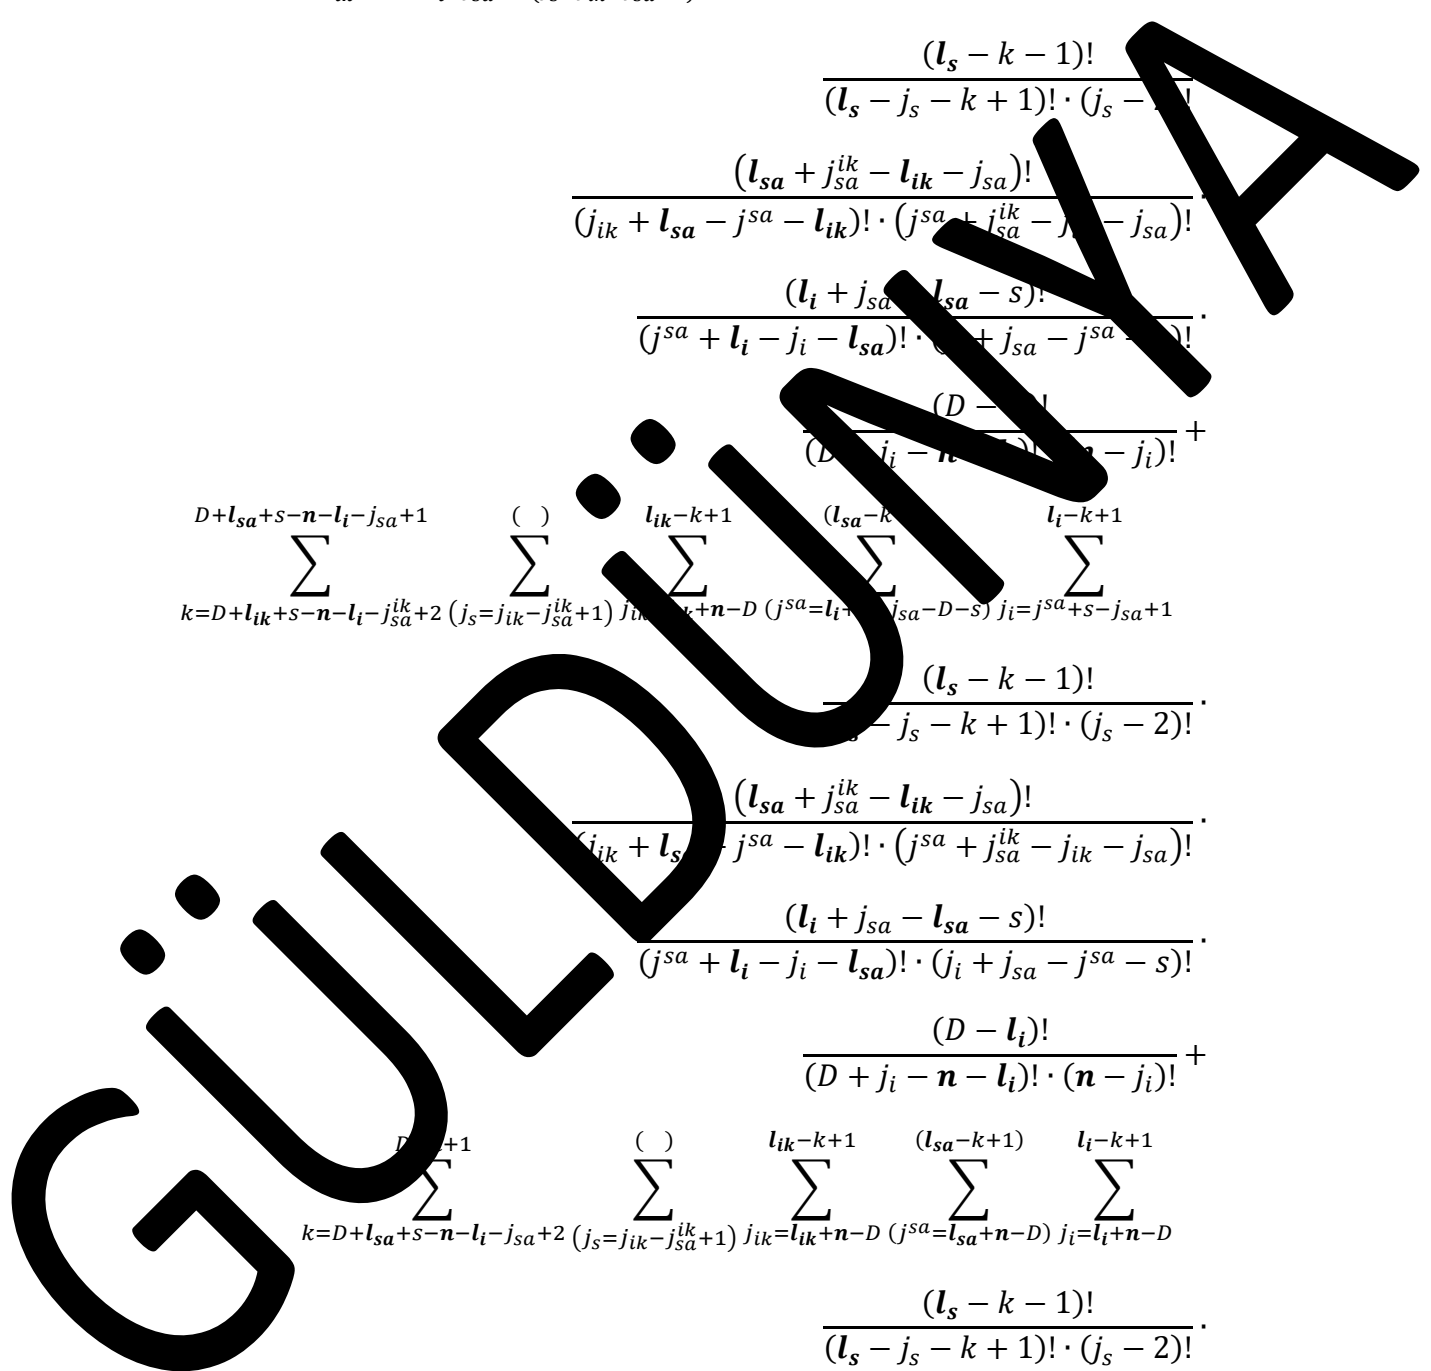 (l_s − k − 1)!
(l_s − j_s − k + 1)! · (j_s −
(l_sa + j_sa^ik − l_ik − j_sa)!
(j_ik + l_sa − j^sa − l_ik)! · (j^sa + j_sa^ik − − j_sa)! ·
(l_i + j_sa l_sa − s)!
(j^sa + l_i − j_i − l_sa)! · + j_sa − j^sa )! ·
(D − !
(D j_i − n − j_i)! +
D+l_sa+s−n−l_i−j_sa+1 ( ) l_ik−k+1 (l_sa−k l_i−k+1
∑ ∑ ∑ ∑ ∑
k=D+l_ik+s−n−l_i−j_sa^ik+2 (j_s=j_ik−j_sa^ik+1) +n−D (j^sa=l_i+ j_sa−D−s) j_i=j^sa+s−j_sa+1
(l_s − k − 1)!
− j_s − k + 1)! · (j_s − 2)! ·
(l_sa + j_sa^ik − l_ik − j_sa)!
(j_ik + j^sa − l_ik)! · (j^sa + j_sa^ik − j_ik − j_sa)! ·
(l_i + j_sa − l_sa − s)!
(j^sa + l_i − j_i − l_sa)! · (j_i + j_sa − j^sa − s)! ·
(D − l_i)!
(D + j_i − n − l_i)! · (n − j_i)! +
+1 ( ) l_ik−k+1 (l_sa−k+1) l_i−k+1
∑ ∑ ∑ ∑ ∑
k=D+l_sa+s−n−l_i−j_sa+2 (j_s=j_ik−j_sa^ik+1) j_ik=l_ik+n−D (j^sa=l_sa+n−D) j_i=l_i+n−D
(l_s − k − 1)!
(l_s − j_s − k + 1)! · (j_s − 2)! ·
GÜLDÜNYA